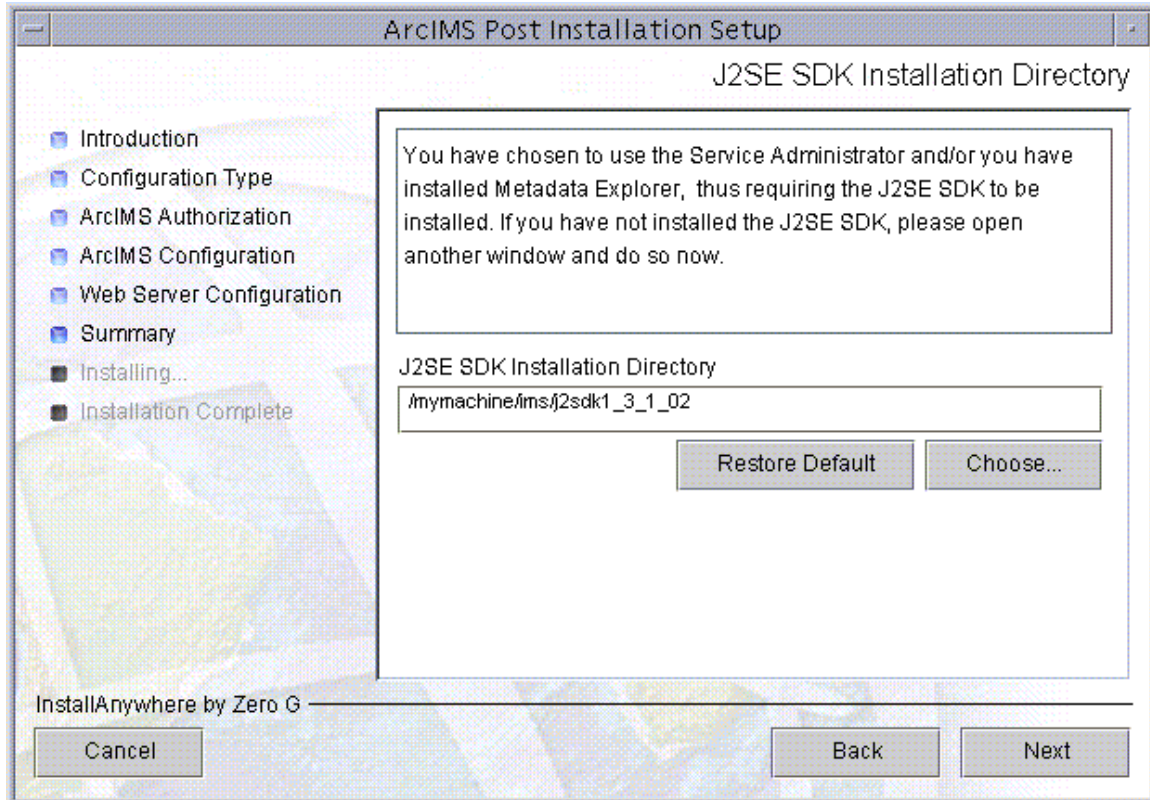 ArcIMS Post Installation Setup
J2SE SDK Installation Directory
Introduction
Configuration Type
ArcIMS Authorization
ArcIMS Configuration
Web Server Configuration
Summary
Installing...
Installation Complete
You have chosen to use the Service Administrator and/or you have
installed Metadata Explorer, thus requiring the J2SE SDK to be
installed. If you have not installed the J2SE SDK, please open
another window and do so now.
J2SE SDK Installation Directory
/mymachine/ims/j2sdk1_3_1_02
Restore Default
Choose...
InstallAnywhere by Zero G
Cancel
Back
Next